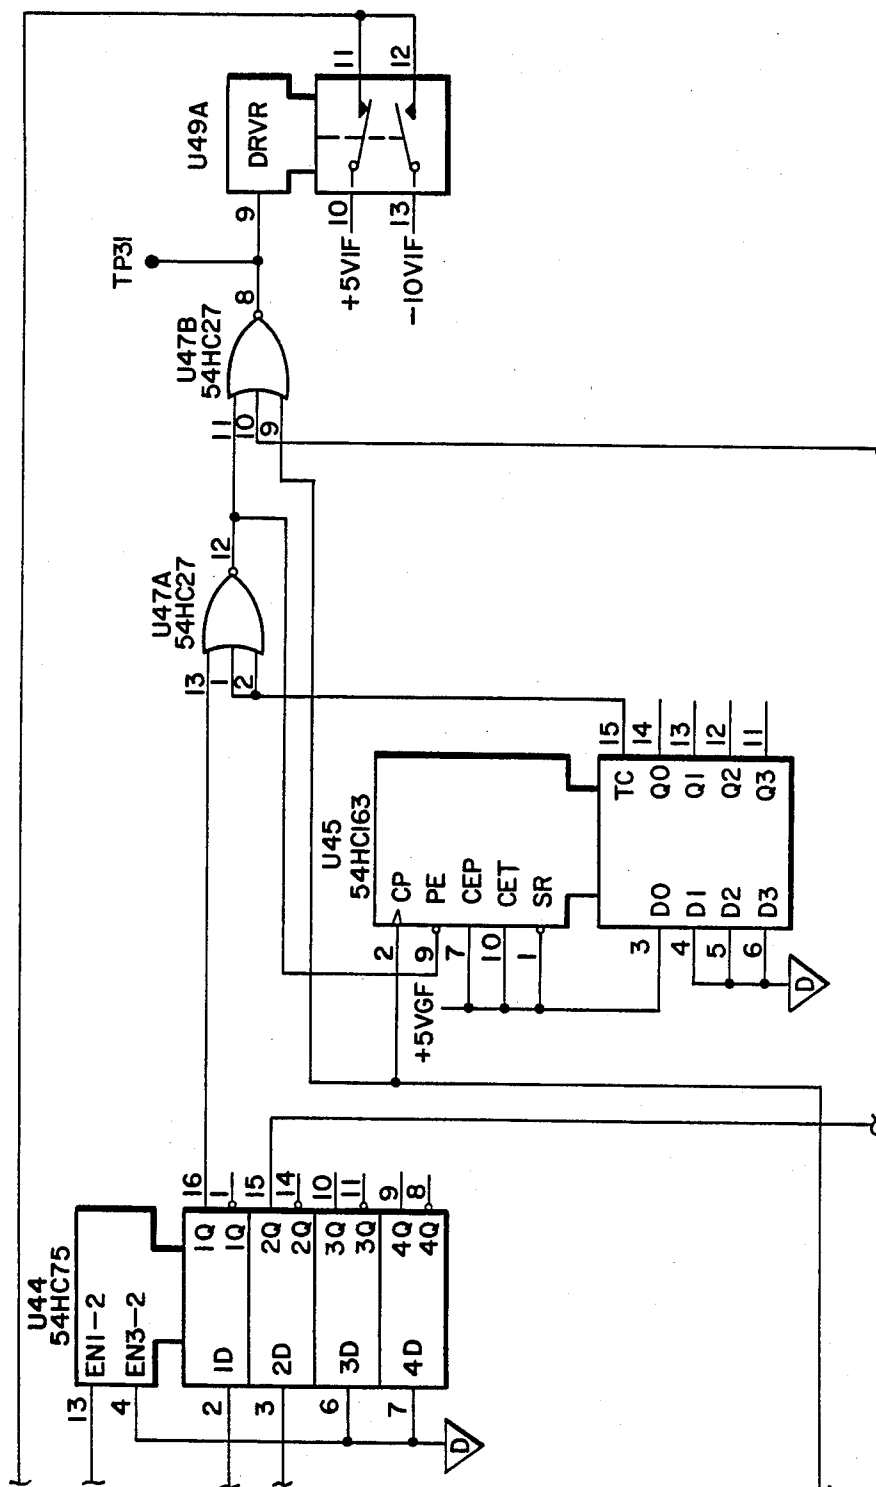 U49A
DRVR
9
11
12
10
13
+5VIF
-10VIF
TP31
8
U47B
54HC27
11
10
9
12
U47A
54HC27
13
1
2
U45
54HC163
CP
PE
CEP
CET
SR
2
9
7
10
1
+5VGF
TC
Q0
Q1
Q2
Q3
15
14
13
12
11
D0
D1
D2
D3
3
4
5
6
D
U44
54HC75
EN1-2
EN3-2
13
4
1Q
1Q
2Q
2Q
3Q
3Q
4Q
4Q
16
1
15
14
10
11
9
8
1D
2D
3D
4D
2
3
6
7
D